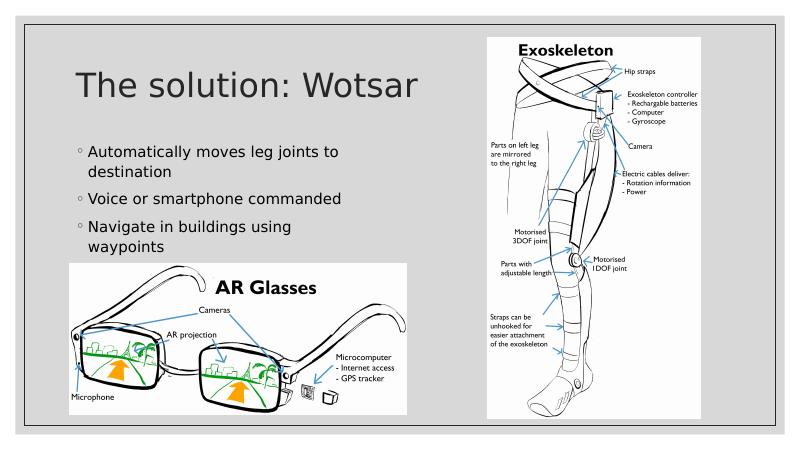 The solution: Wotsar
◦ Automatically moves leg joints to
destination
◦ Voice or smartphone commanded
◦ Navigate in buildings using
waypoints
AR Glasses
Cameras
AR projection
Microcomputer
- Internet access
- GPS tracker
Microphone
Exoskeleton
Hip straps
Exoskeleton controller
- Rechargable batteries
- Computer
- Gyroscope
Camera
Parts on left leg
are mirrored
to the right leg
Electric cables deliver:
- Rotation information
- Power
Motorised
3DOF joint
Motorised
1DOF joint
Parts with
adjustable length
Straps can be
unhooked for
easier attachment
of the exoskeleton